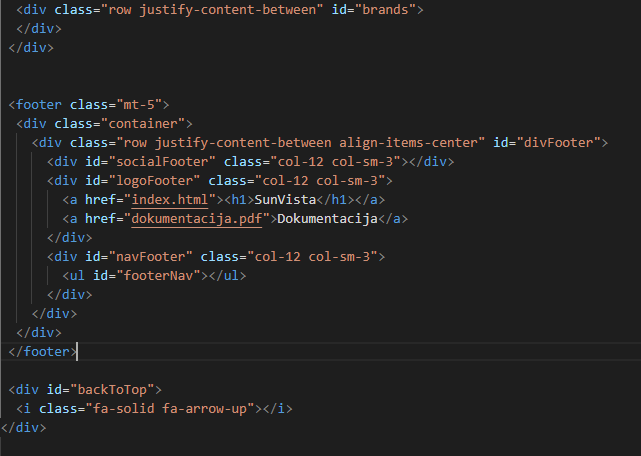 <div class="row justify-content-between" id="brands">
</div>
</div>
<footer class="mt-5">
<div class="container">
<div class="row justify-content-between align-items-center" id="divFooter">
<div id="socialFooter" class="col-12 col-sm-3"></div>
<div id="logoFooter" class="col-12 col-sm-3">
<a href="index.html"><h1>SunVista</h1></a>
<a href="dokumentacija.pdf">Dokumentacija</a>
</div>
<div id="navFooter" class="col-12 col-sm-3">
<ul id="footerNav"></ul>
</div>
</div>
</div>
</footer>
<div id="backToTop">
<i class="fa-solid fa-arrow-up"></i>
</div>